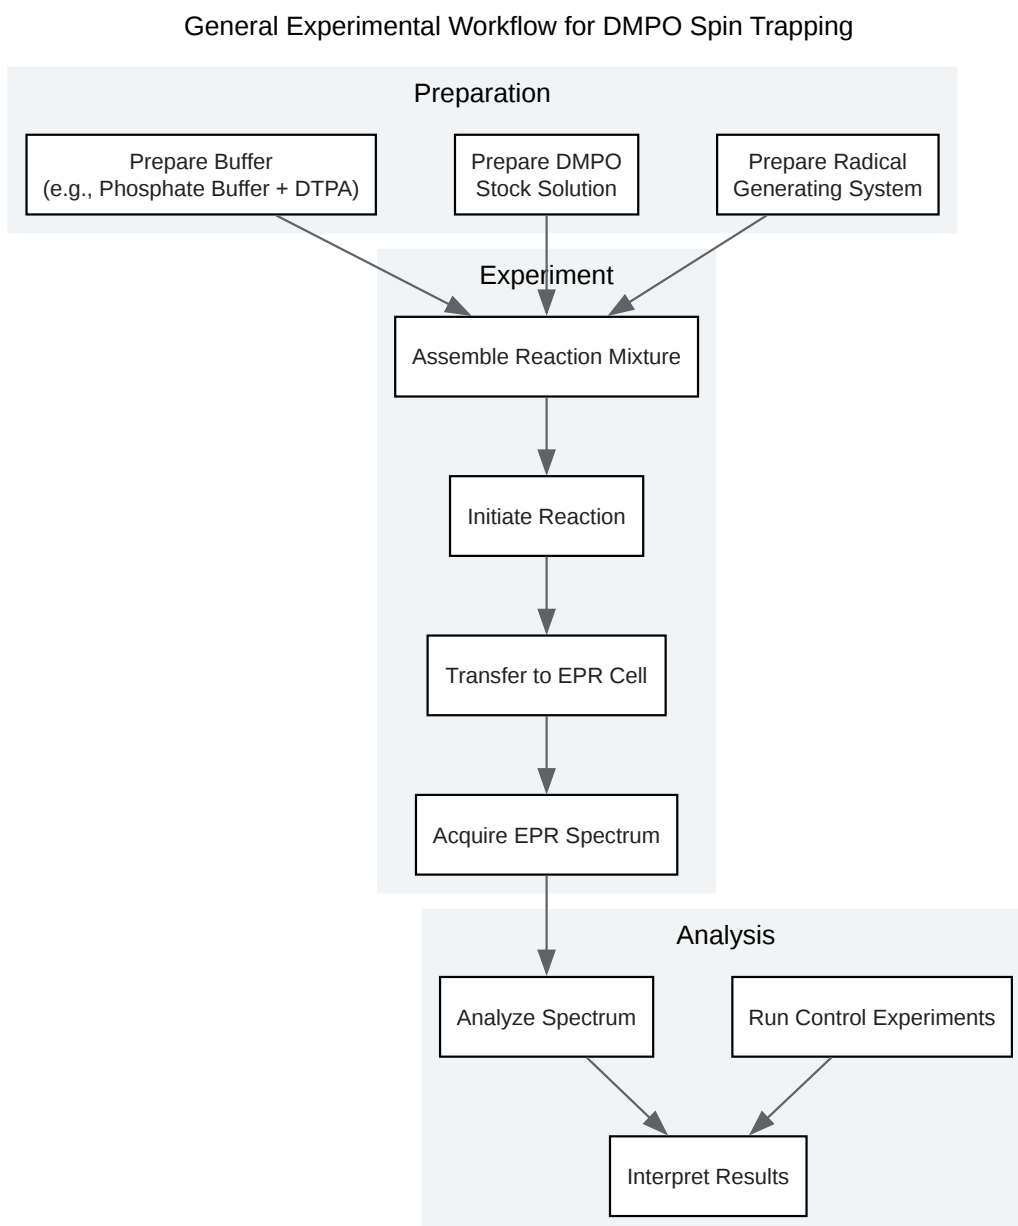 General Experimental Workflow for DMPO Spin Trapping
Preparation
Prepare Buffer
(e.g., Phosphate Buffer + DTPA)
Prepare DMPO
Stock Solution
Prepare Radical
Generating System
Experiment
Assemble Reaction Mixture
Initiate Reaction
Transfer to EPR Cell
Acquire EPR Spectrum
Analysis
Analyze Spectrum
Run Control Experiments
Interpret Results